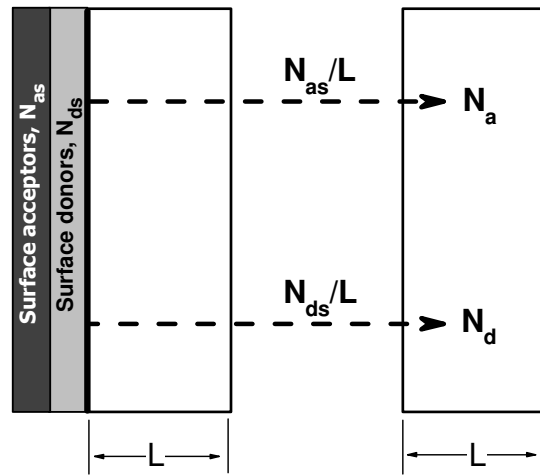 Surface acceptors, N_as
Surface donors, N_ds
N_as/L
N_a
N_ds/L
N_d
L
L